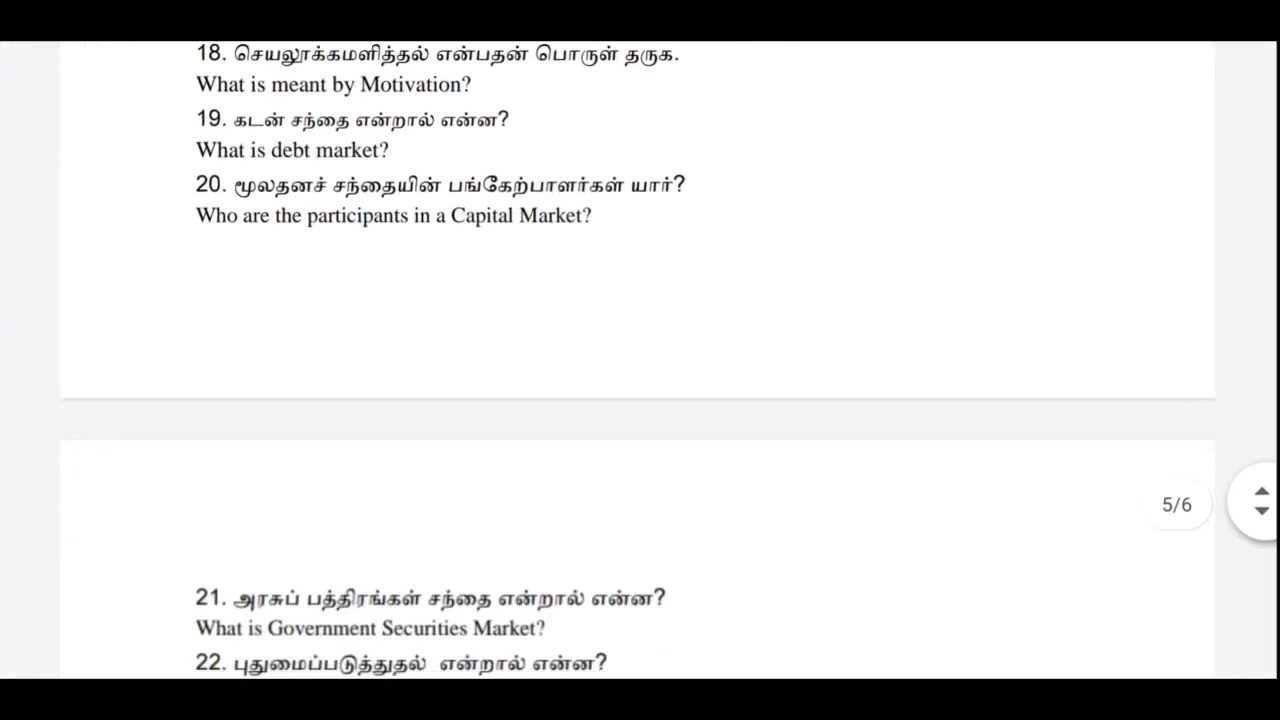 18. செயலூக்கமளித்தல் என்பதன் பொருள் தருக.
What is meant by Motivation?
19. கடன் சந்தை என்றால் என்ன?
What is debt market?
20. மூலதனச் சந்தையின் பங்கேற்பாளர்கள் யார்?
Who are the participants in a Capital Market?
5/6
21. அரசுப் பத்திரங்கள் சந்தை என்றால் என்ன?
What is Government Securities Market?
22. புதுமைப்படுத்துதல் என்றால் என்ன?